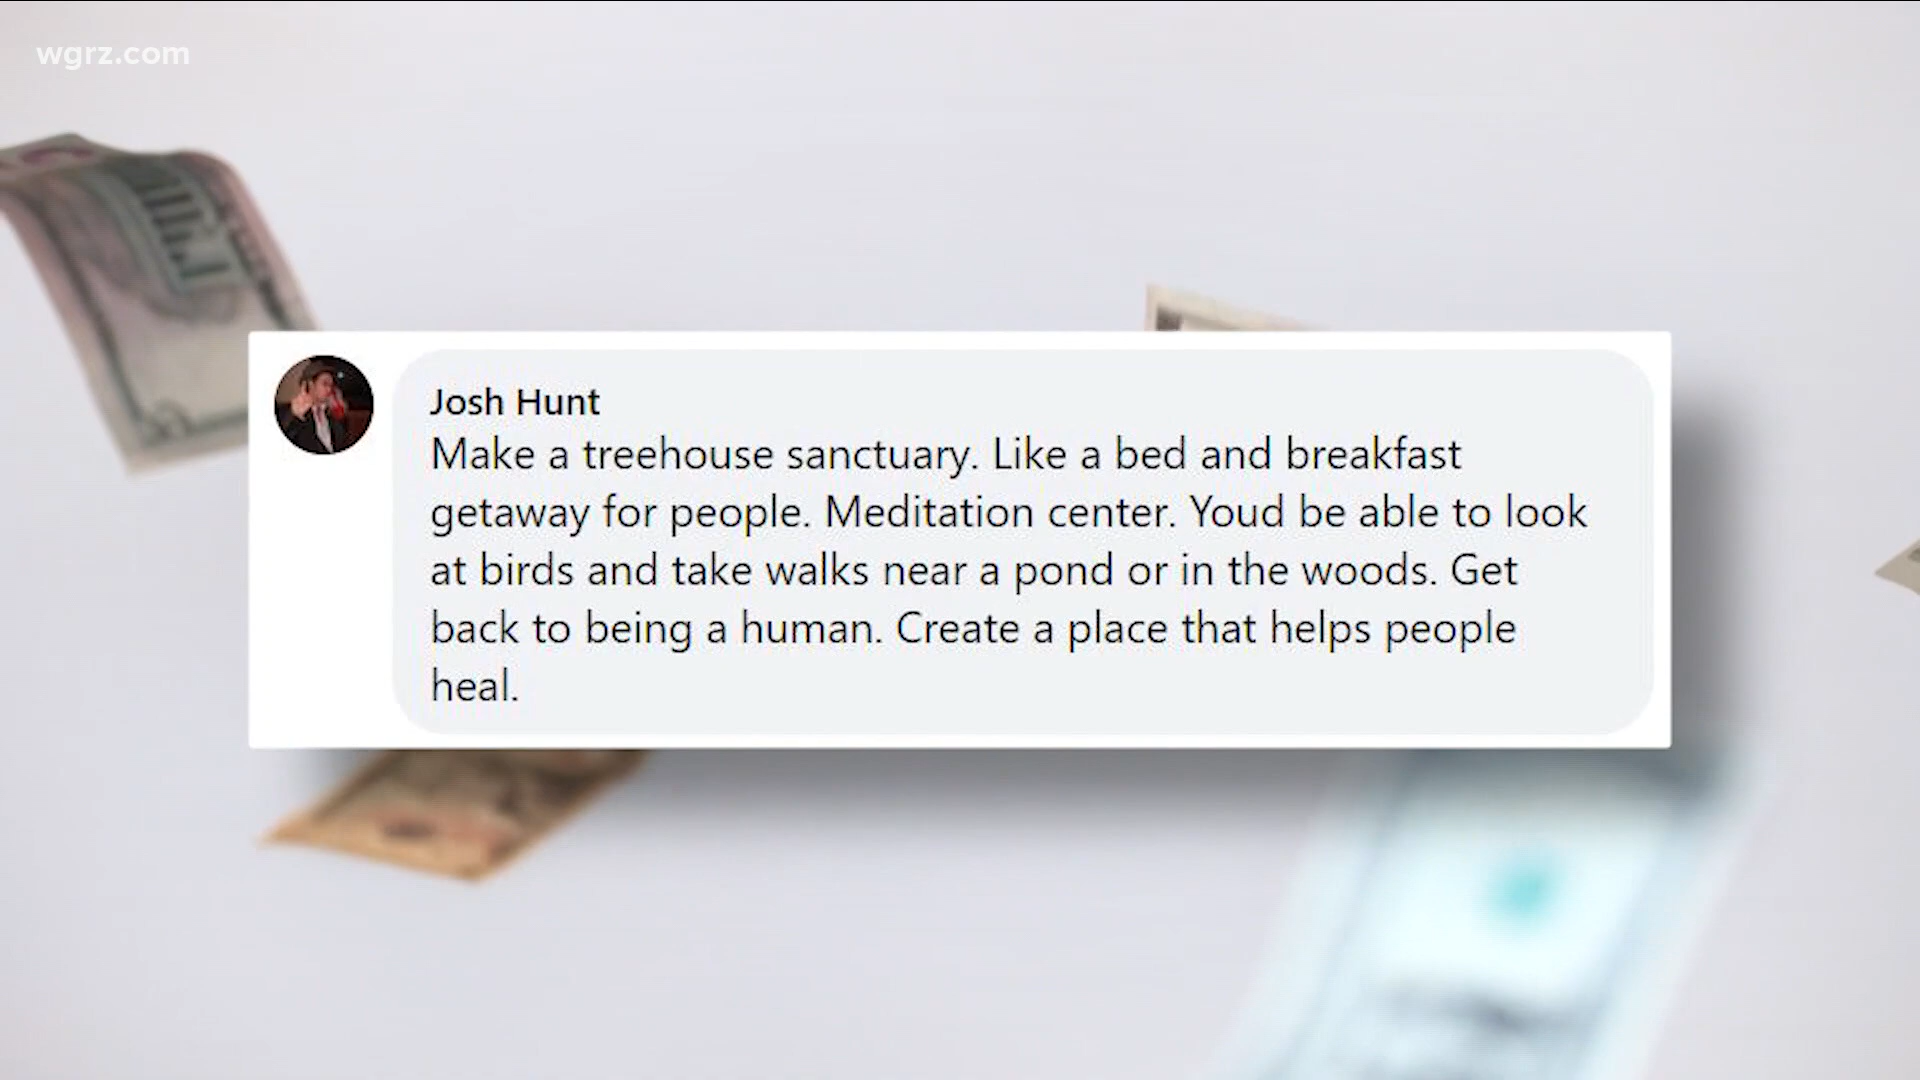 wgrz.com
Josh Hunt
Make a treehouse sanctuary. Like a bed and breakfast
getaway for people. Meditation center. Youd be able to look
at birds and take walks near a pond or in the woods. Get
back to being a human. Create a place that helps people
heal.